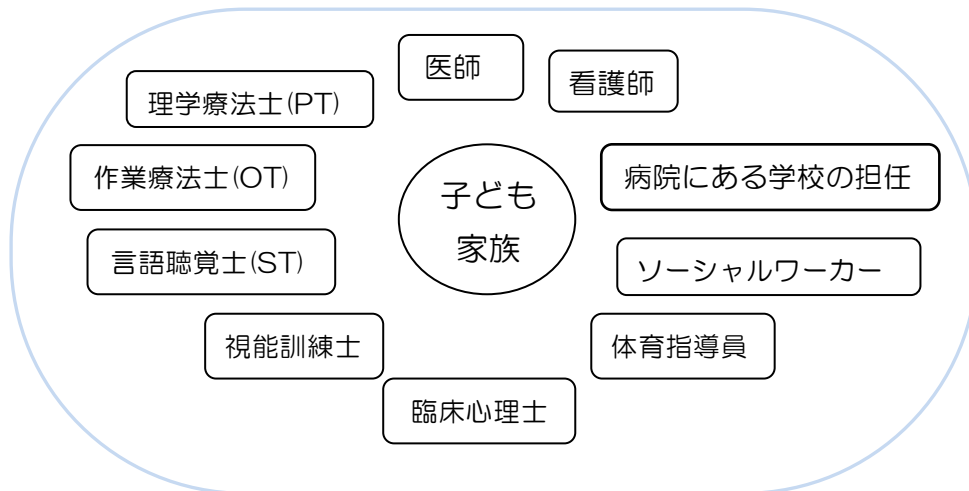 医師
看護師
理学療法士(PT)
作業療法士(OT)
病院にある学校の担任
子ども
家族
言語聴覚士(ST)
ソーシャルワーカー
視能訓練士
体育指導員
臨床心理士